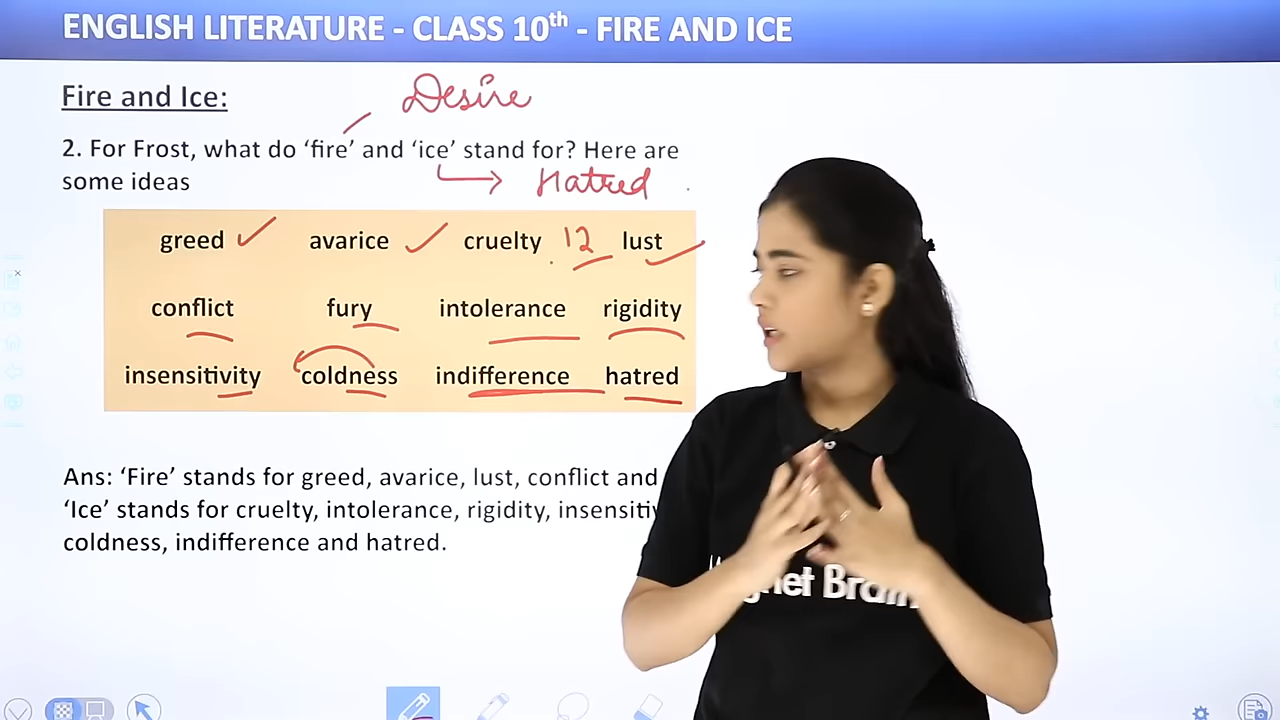 ENGLISH LITERATURE - CLASS 10th - FIRE AND ICE
Fire and Ice:
Desire
2. For Frost, what do ‘fire’ and ‘ice’ stand for? Here are
some ideas
Hatred
greed avarice cruelty 12 lust
conflict fury intolerance rigidity
insensitivity coldness indifference hatred
Ans: ‘Fire’ stands for greed, avarice, lust, conflict and
‘Ice’ stands for cruelty, intolerance, rigidity,
coldness, indifference and hatred.